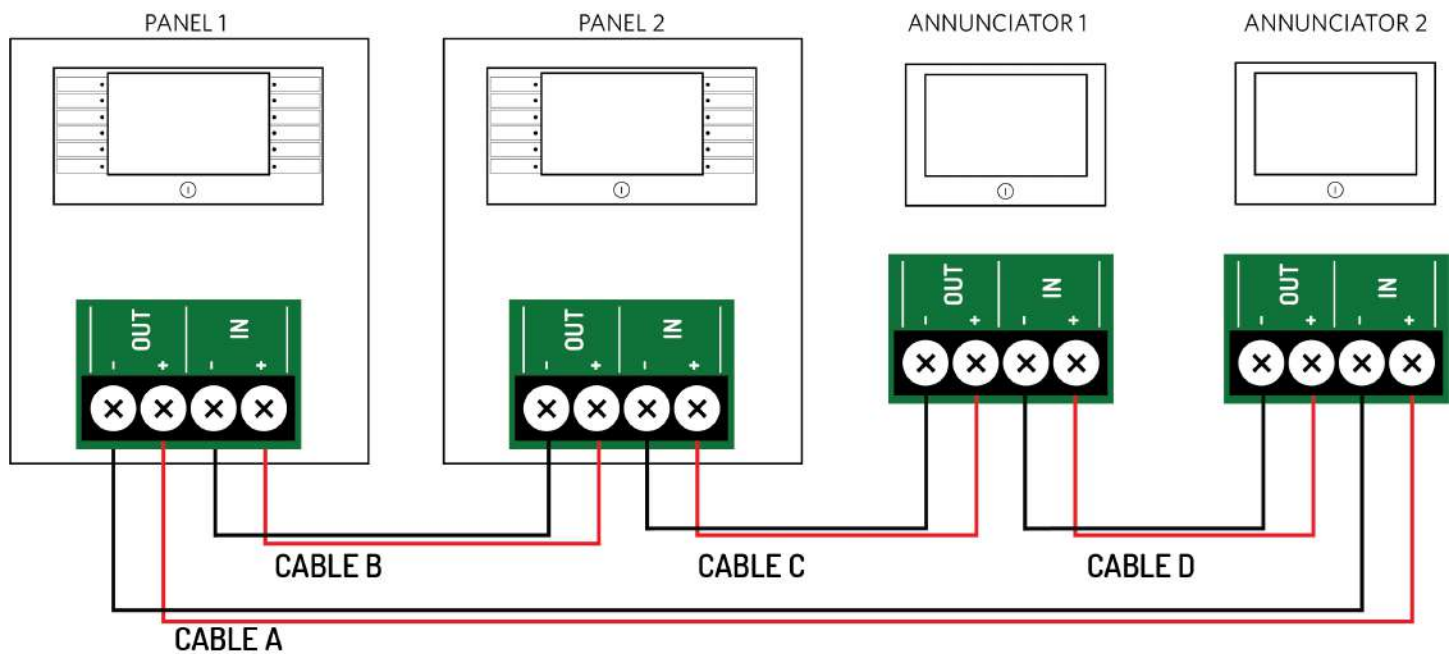 PANEL 1
PANEL 2
ANNUNCIATOR 1
ANNUNCIATOR 2
OUT
IN
- + - +
OUT
IN
- + - +
OUT
IN
- + - +
OUT
IN
- + - +
CABLE B
CABLE C
CABLE D
CABLE A